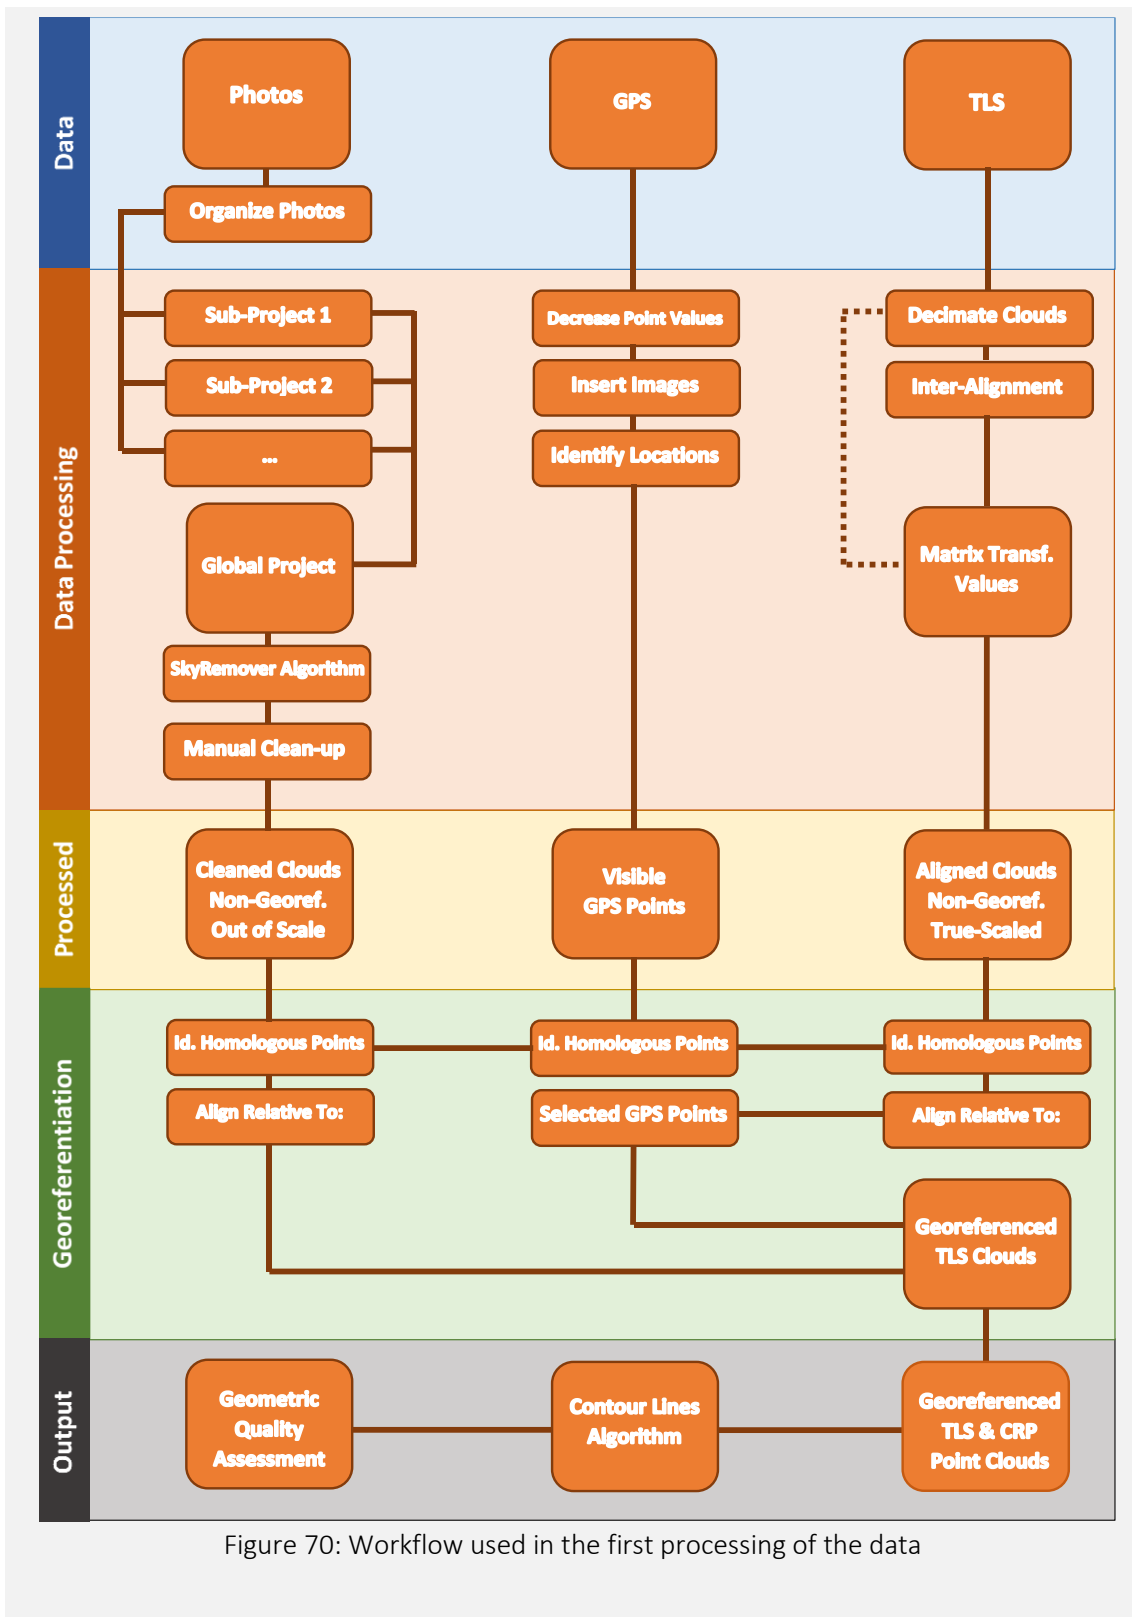 Data
Photos
GPS
TLS
Organize Photos
Data Processing
Sub-Project 1
Sub-Project 2
...
Global Project
SkyRemover Algorithm
Manual Clean-up
Decrease Point Values
Insert Images
Identify Locations
Decimate Clouds
Inter-Alignment
Matrix Transf.
Values
Processed
Cleaned Clouds
Non-Georef.
Out of Scale
Visible
GPS Points
Aligned Clouds
Non-Georef.
True-Scaled
Georeferentiation
Id. Homologous Points
Id. Homologous Points
Id. Homologous Points
Align Relative To:
Selected GPS Points
Align Relative To:
Georeferenced
TLS Clouds
Output
Geometric
Quality
Assessment
Contour Lines
Algorithm
Georeferenced
TLS & CRP
Point Clouds
Figure 70: Workflow used in the first processing of the data